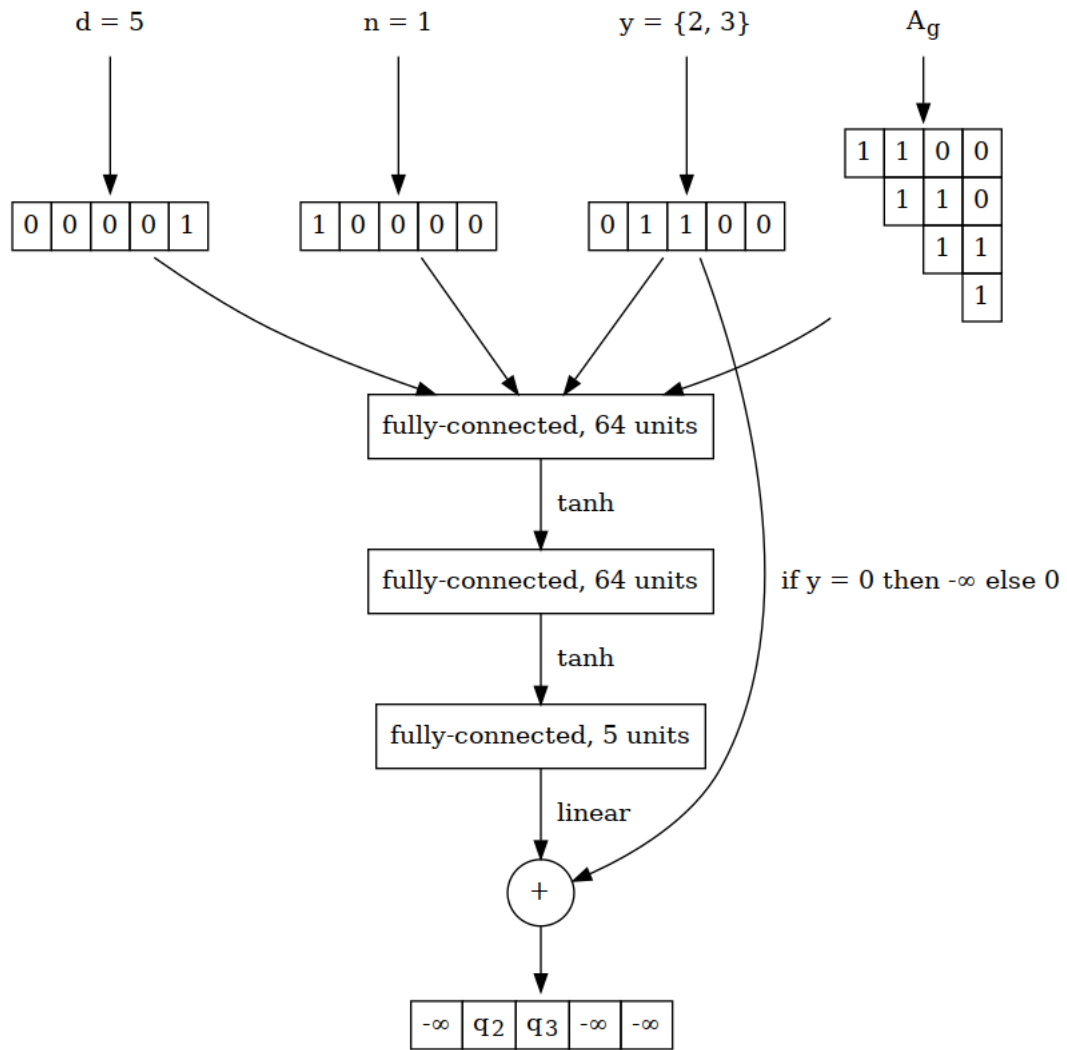 d = 5
n = 1
y = {2, 3}
Ag
0 0 0 0 1
1 0 0 0 0
0 1 1 0 0
1 1 0 0
1 1 0
1 1
1
fully-connected, 64 units
tanh
fully-connected, 64 units
if y = 0 then -∞ else 0
tanh
fully-connected, 5 units
linear
+
-∞ q2 q3 -∞ -∞